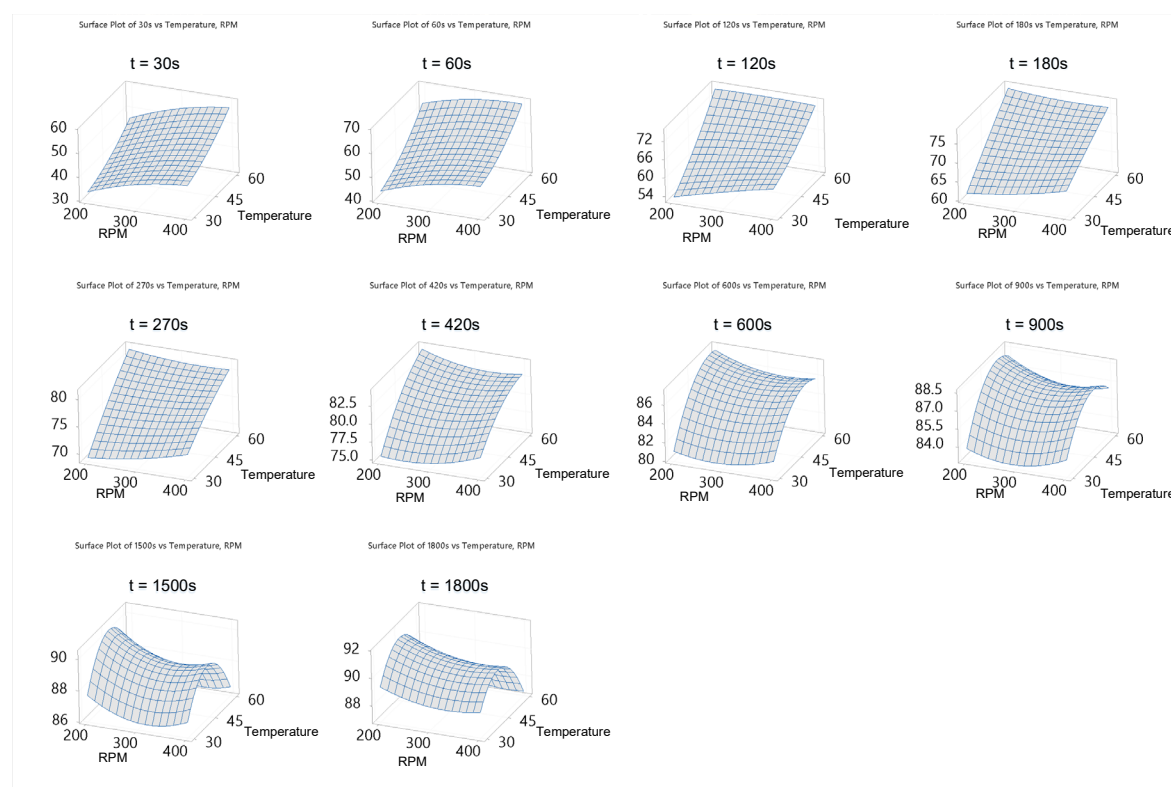 Surface Plot of 30s vs Temperature, RPM
t = 30s
60
50
40
30
200
300
400
RPM
30
45
60
Temperature
Surface Plot of 60s vs Temperature, RPM
t = 60s
70
60
50
40
200
300
400
RPM
30
45
60
Temperature
Surface Plot of 120s vs Temperature, RPM
t = 120s
72
66
60
54
200
300
400
RPM
30
45
60
Temperature
Surface Plot of 180s vs Temperature, RPM
t = 180s
75
70
65
60
200
300
400
RPM
30
45
60
Temperature
Surface Plot of 270s vs Temperature, RPM
t = 270s
80
75
70
200
300
400
RPM
30
45
60
Temperature
Surface Plot of 420s vs Temperature, RPM
t = 420s
82.5
80.0
77.5
75.0
200
300
400
RPM
30
45
60
Temperature
Surface Plot of 600s vs Temperature, RPM
t = 600s
86
84
82
80
200
300
400
RPM
30
45
60
Temperature
Surface Plot of 900s vs Temperature, RPM
t = 900s
88.5
87.0
85.5
84.0
200
300
400
RPM
30
45
60
Temperature
Surface Plot of 1500s vs Temperature, RPM
t = 1500s
90
88
86
200
300
400
RPM
30
45
60
Temperature
Surface Plot of 1800s vs Temperature, RPM
t = 1800s
92
90
88
200
300
400
RPM
30
45
60
Temperature